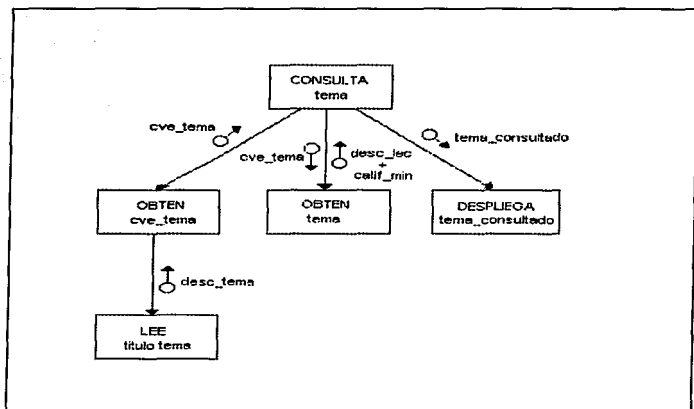 CONSULTA
tema
cve_tema
cve_tema
desc_lec
+
calif_min
tema_consultado
OBTEN
cve_tema
OBTEN
tema
DESPLIEGA
tema_consultado
desc_tema
LEE
titulo tema